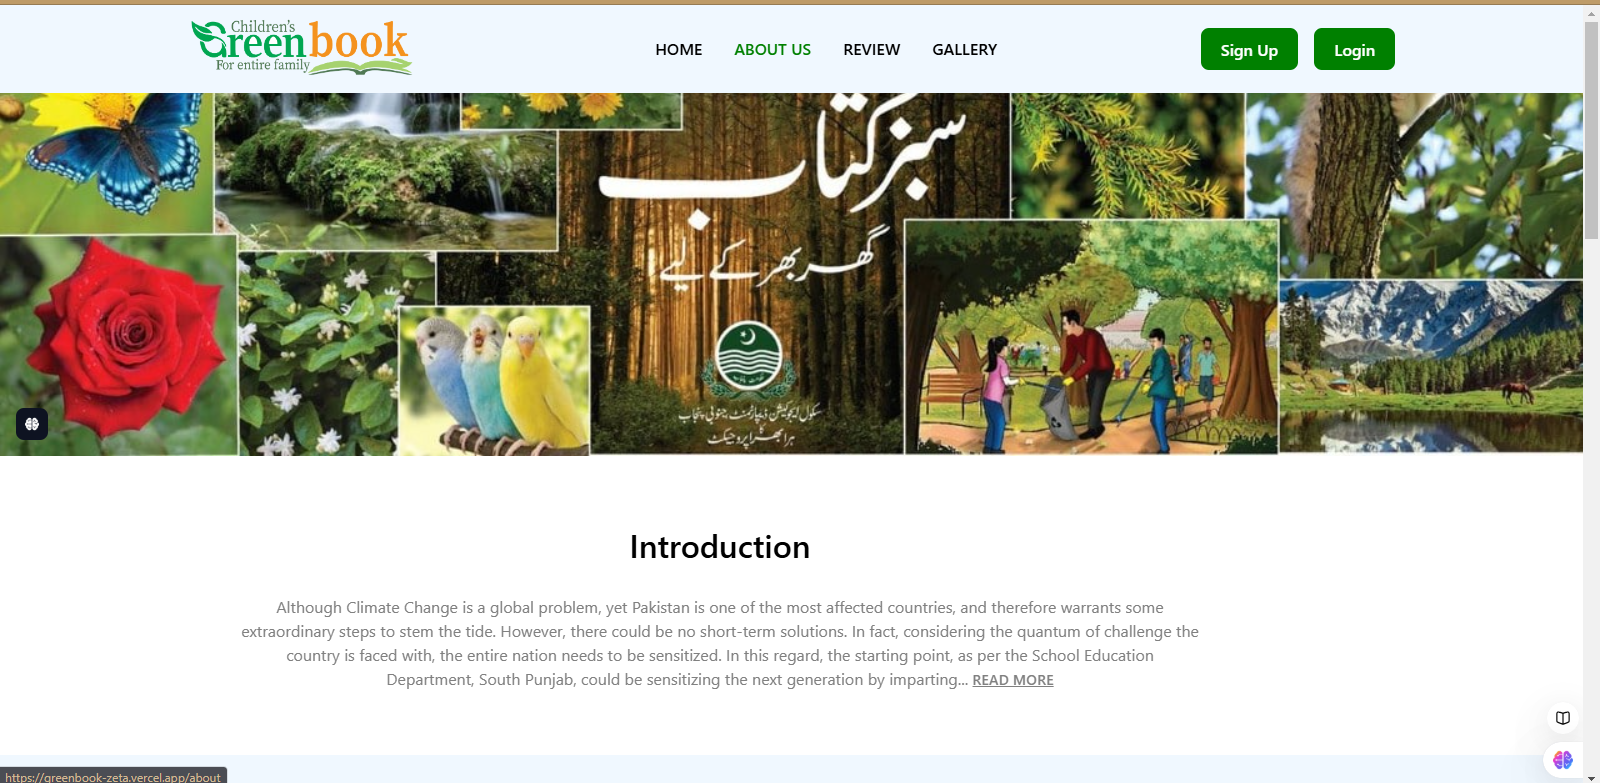 Children's
Greenbook
For entire family
HOME
ABOUT US
REVIEW
GALLERY
Sign Up
Login
سبز کتاب
گھر بھر کے لیے
سکول ایجوکیشن ڈیپارٹمنٹ جنوبی پنجاب
کا
ہرا بھرا پروجیکٹ
Introduction
Although Climate Change is a global problem, yet Pakistan is one of the most affected countries, and therefore warrants some
extraordinary steps to stem the tide. However, there could be no short-term solutions. In fact, considering the quantum of challenge the
country is faced with, the entire nation needs to be sensitized. In this regard, the starting point, as per the School Education
Department, South Punjab, could be sensitizing the next generation by imparting... READ MORE
https://greenbook-zeta.vercel.app/about